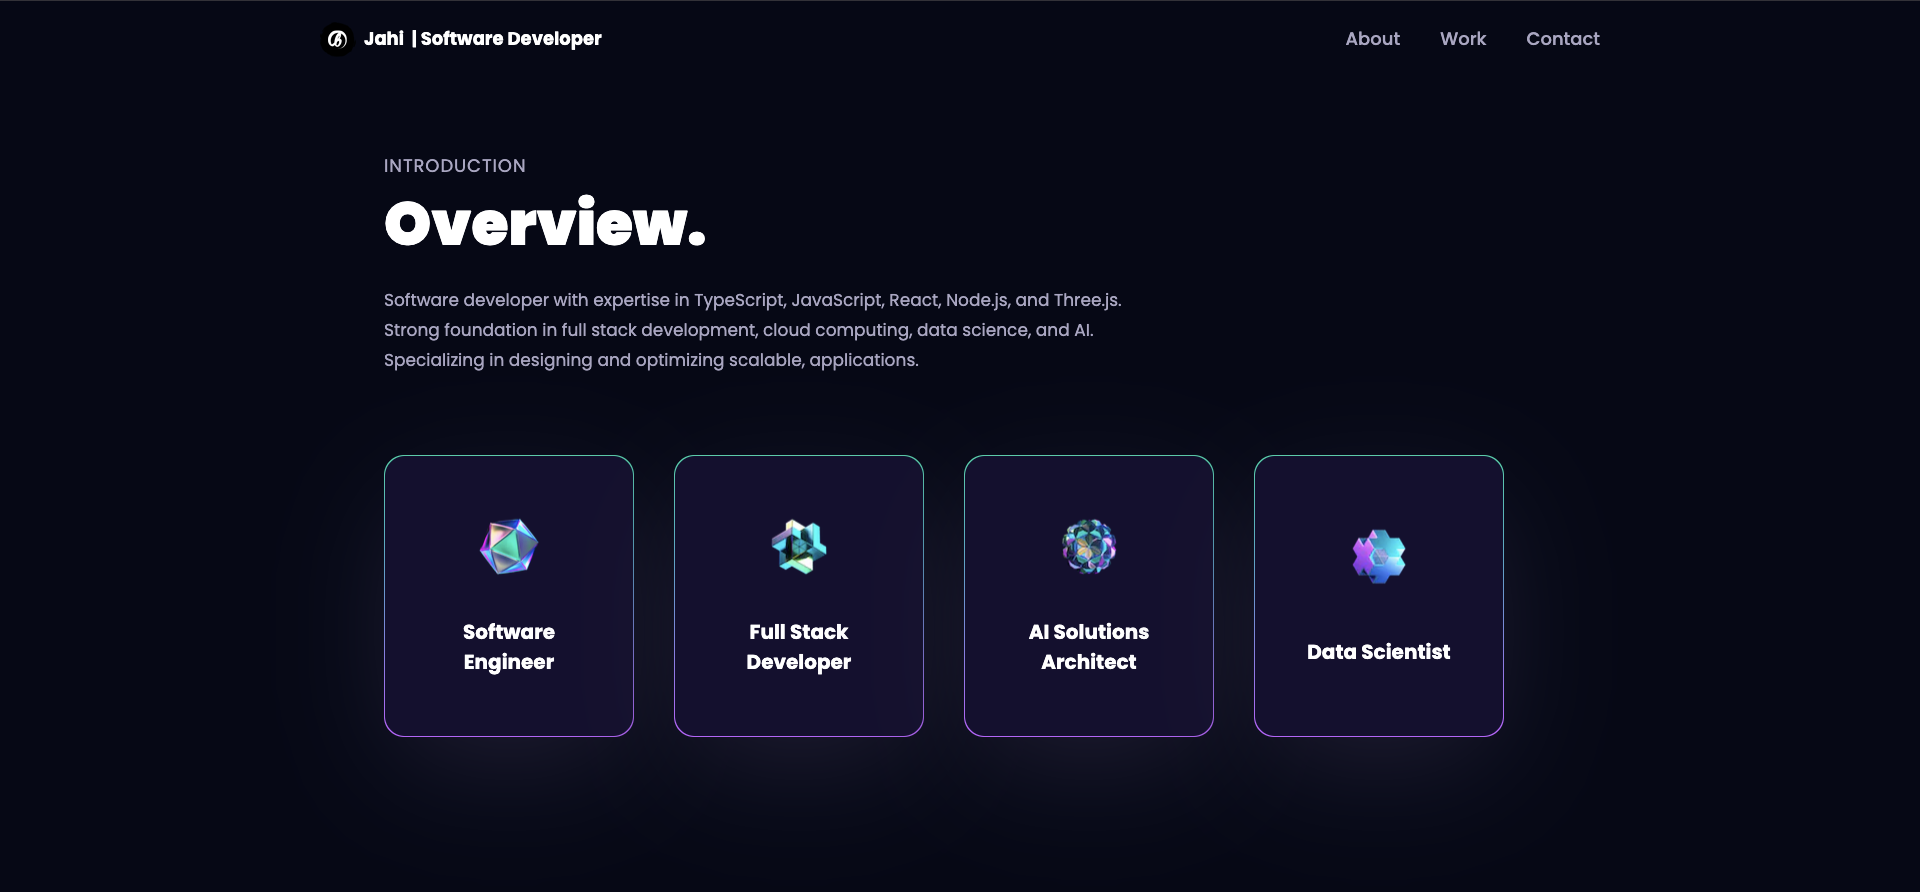 Jahi | Software Developer
About
Work
Contact
INTRODUCTION
Overview.
Software developer with expertise in TypeScript, JavaScript, React, Node.js, and Three.js.
Strong foundation in full stack development, cloud computing, data science, and AI.
Specializing in designing and optimizing scalable, applications.
Software
Engineer
Full Stack
Developer
AI Solutions
Architect
Data Scientist